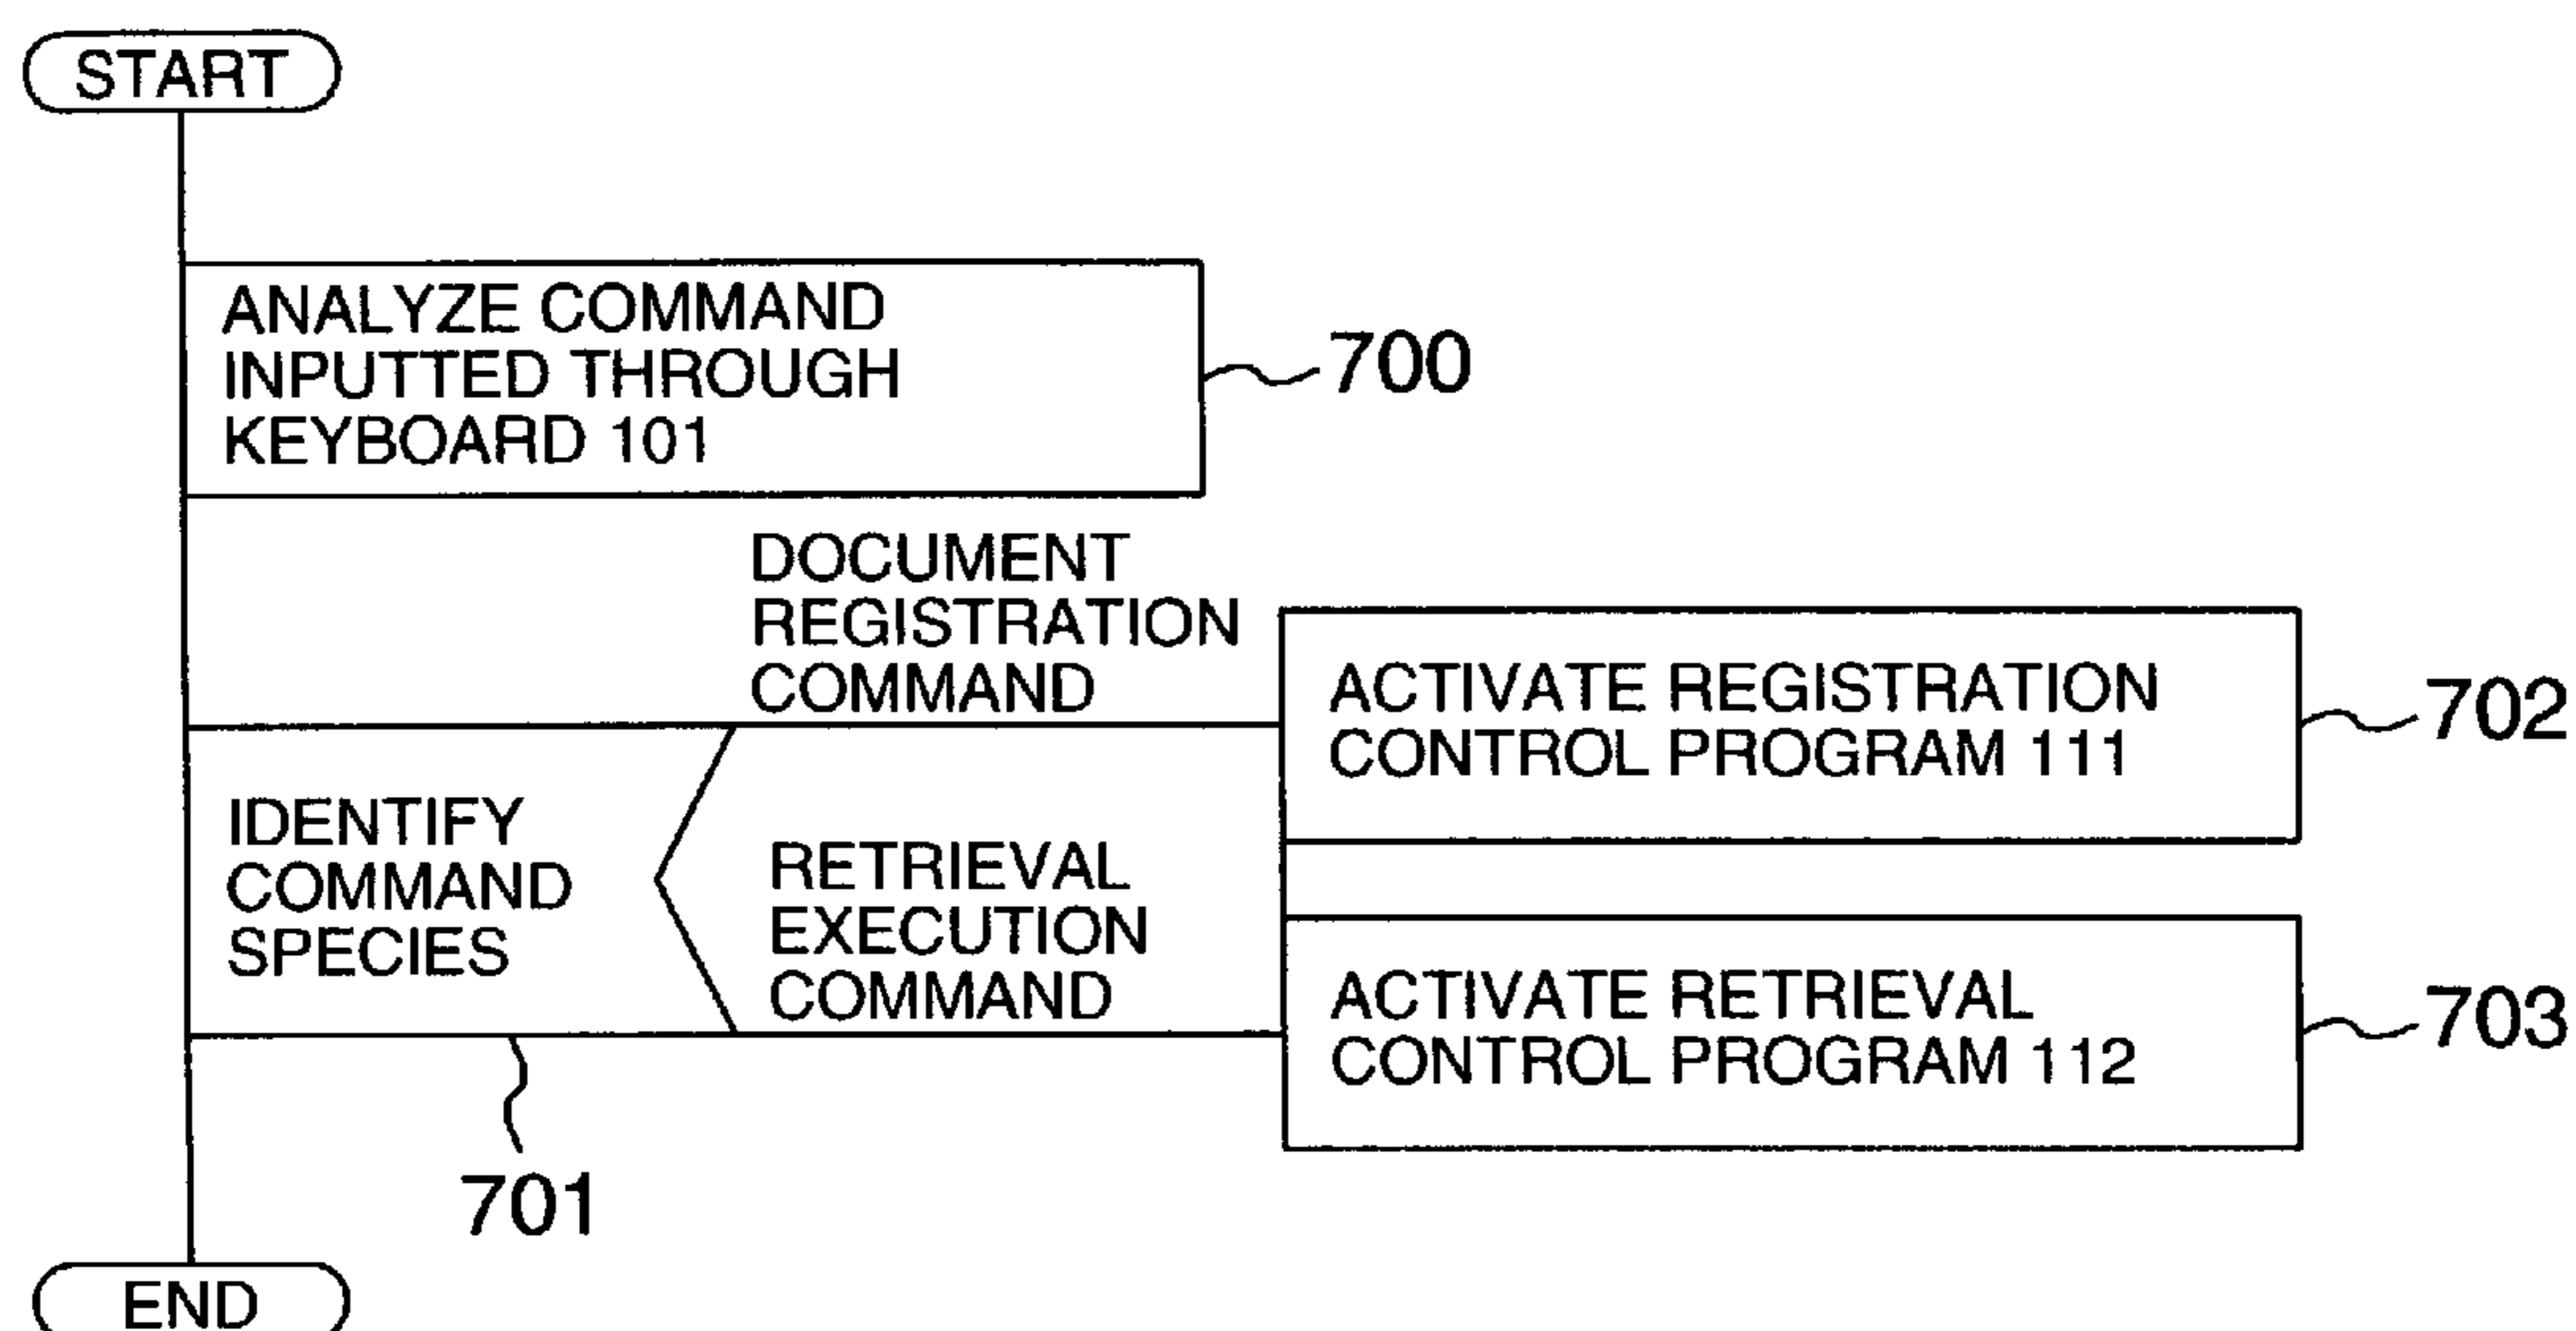 START
ANALYZE COMMAND
INPUTTED THROUGH
KEYBOARD 101
700
DOCUMENT
REGISTRATION
COMMAND
ACTIVATE REGISTRATION
CONTROL PROGRAM 111
702
IDENTIFY
COMMAND
SPECIES
701
RETRIEVAL
EXECUTION
COMMAND
ACTIVATE RETRIEVAL
CONTROL PROGRAM 112
703
END